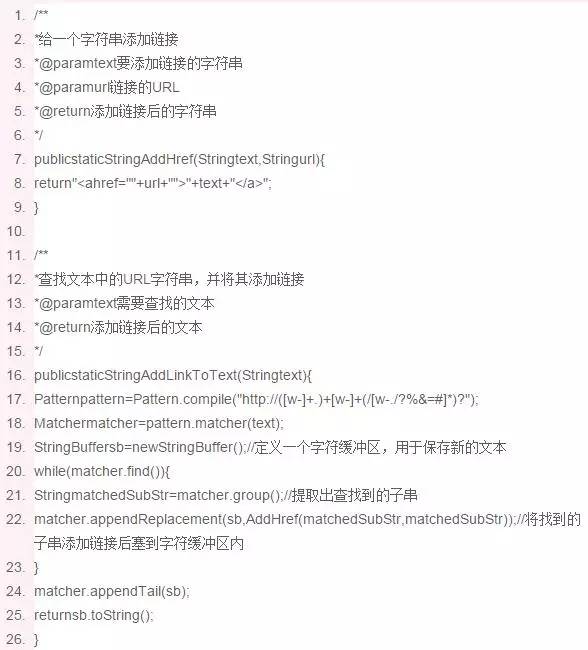 1. /**
2. *给一个字符串添加链接
3. *@paramtext要添加链接的字符串
4. *@paramurl链接的URL
5. *@return添加链接后的字符串
6. */
7. publicstaticStringAddHref(Stringtext,Stringurl){
8. return"<ahref=""+url+"">"+text+"</a>";
9. }
10.
11. /**
12. *查找文本中的URL字符串，并将其添加链接
13. *@paramtext需要查找的文本
14. *@return添加链接后的文本
15. */
16. publicstaticStringAddLinkToText(Stringtext){
17. Patternpattern=Pattern.compile("http://([w-]+.)+[w-]+(/[w-./?%&=#]*)?");
18. Matchermatcher=pattern.matcher(text);
19. StringBuffersb=newStringBuffer();//定义一个字符缓冲区，用于保存新的文本
20. while(matcher.find()){
21. StringmatchedSubStr=matcher.group();//提取出查找到的子串
22. matcher.appendReplacement(sb,AddHref(matchedSubStr,matchedSubStr));//将找到的
子串添加链接后塞到字符缓冲区内
23. }
24. matcher.appendTail(sb);
25. returnsb.toString();
26. }